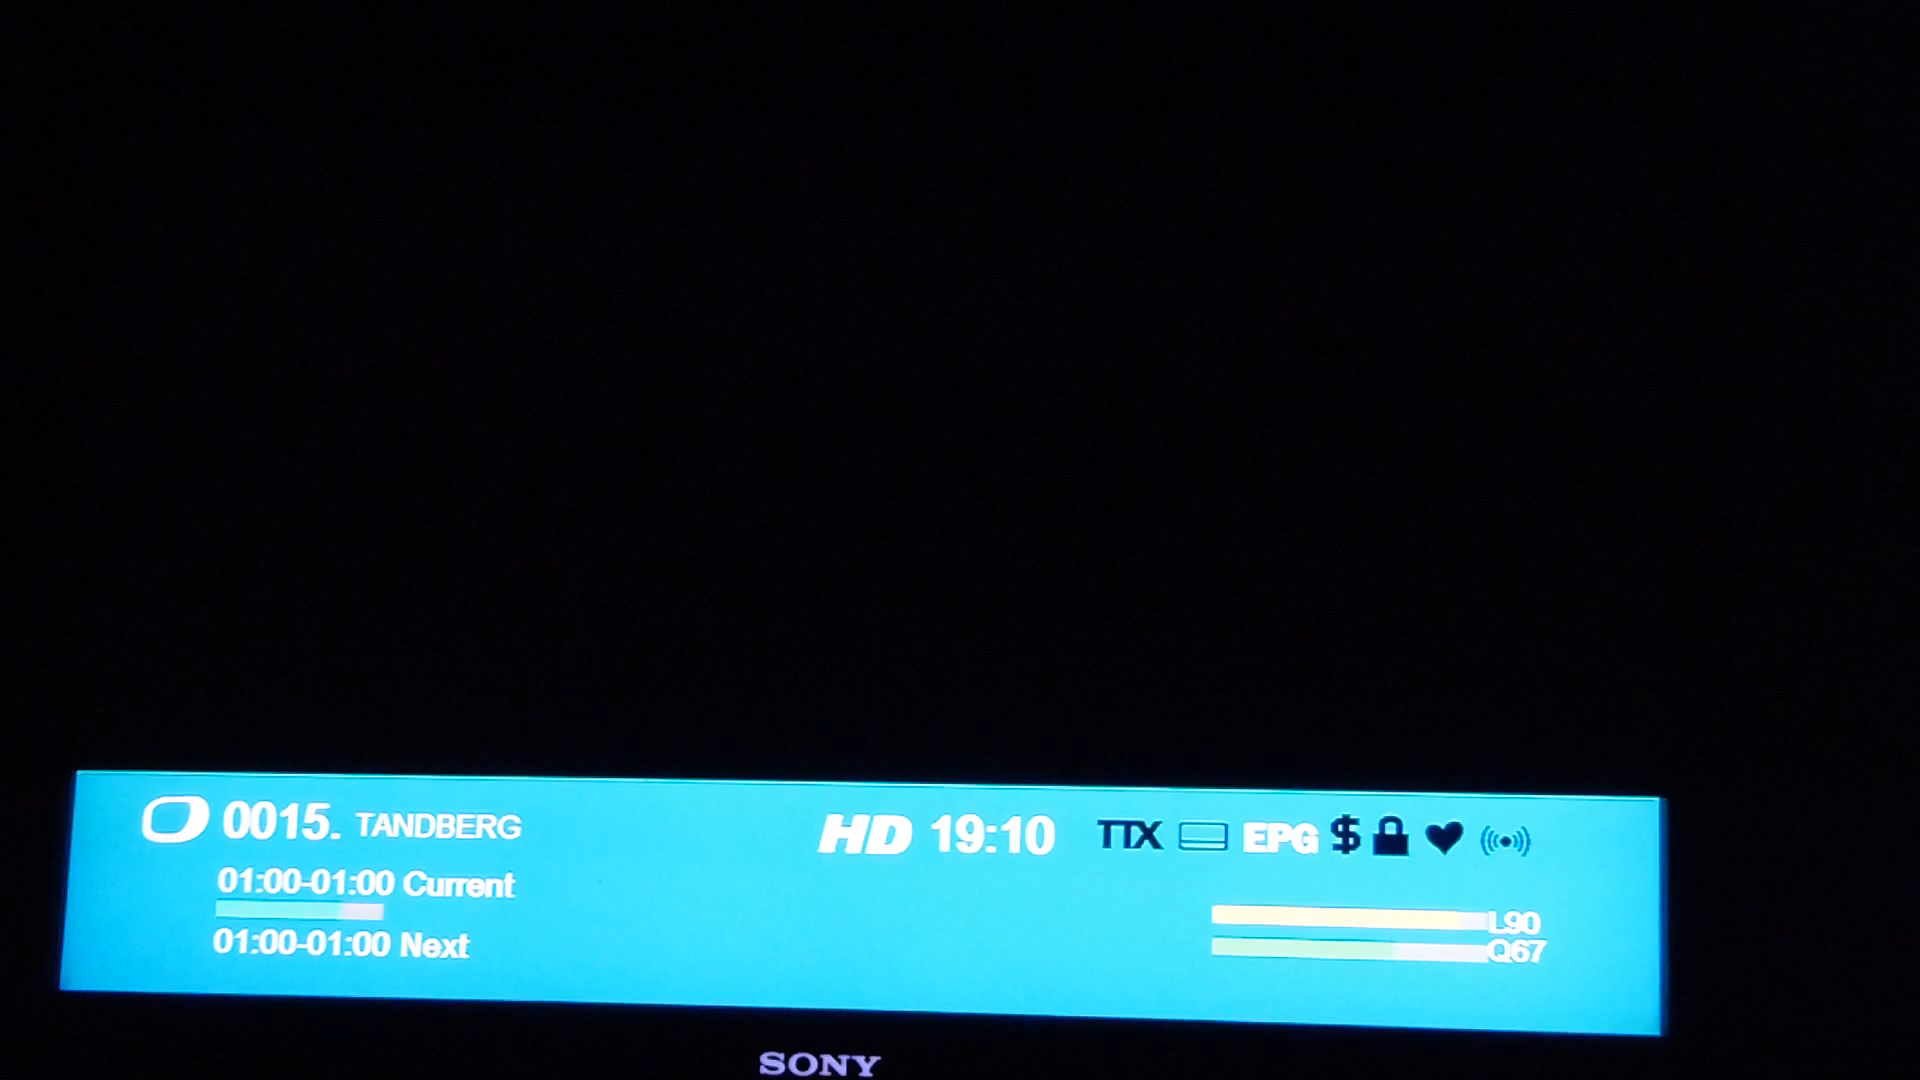 0015. TANDBERG HD 19:10 TTX EPG $
01:00-01:00 Current
L90
01:00-01:00 Next
Q67
SONY